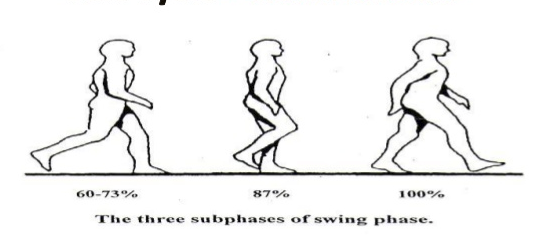 60-73% 87% 100%
The three subphases of swing phase.